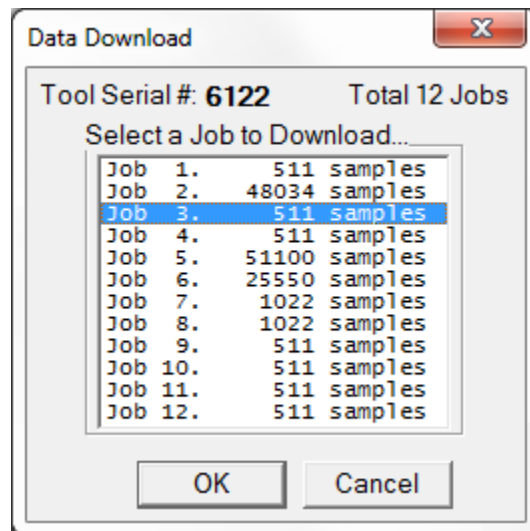 Data Download
Tool Serial #: 6122 Total 12 Jobs
Select a Job to Download...
Job 1. 511 samples
Job 2. 48034 samples
Job 3. 511 samples
Job 4. 511 samples
Job 5. 51100 samples
Job 6. 25550 samples
Job 7. 1022 samples
Job 8. 1022 samples
Job 9. 511 samples
Job 10. 511 samples
Job 11. 511 samples
Job 12. 511 samples
OK Cancel